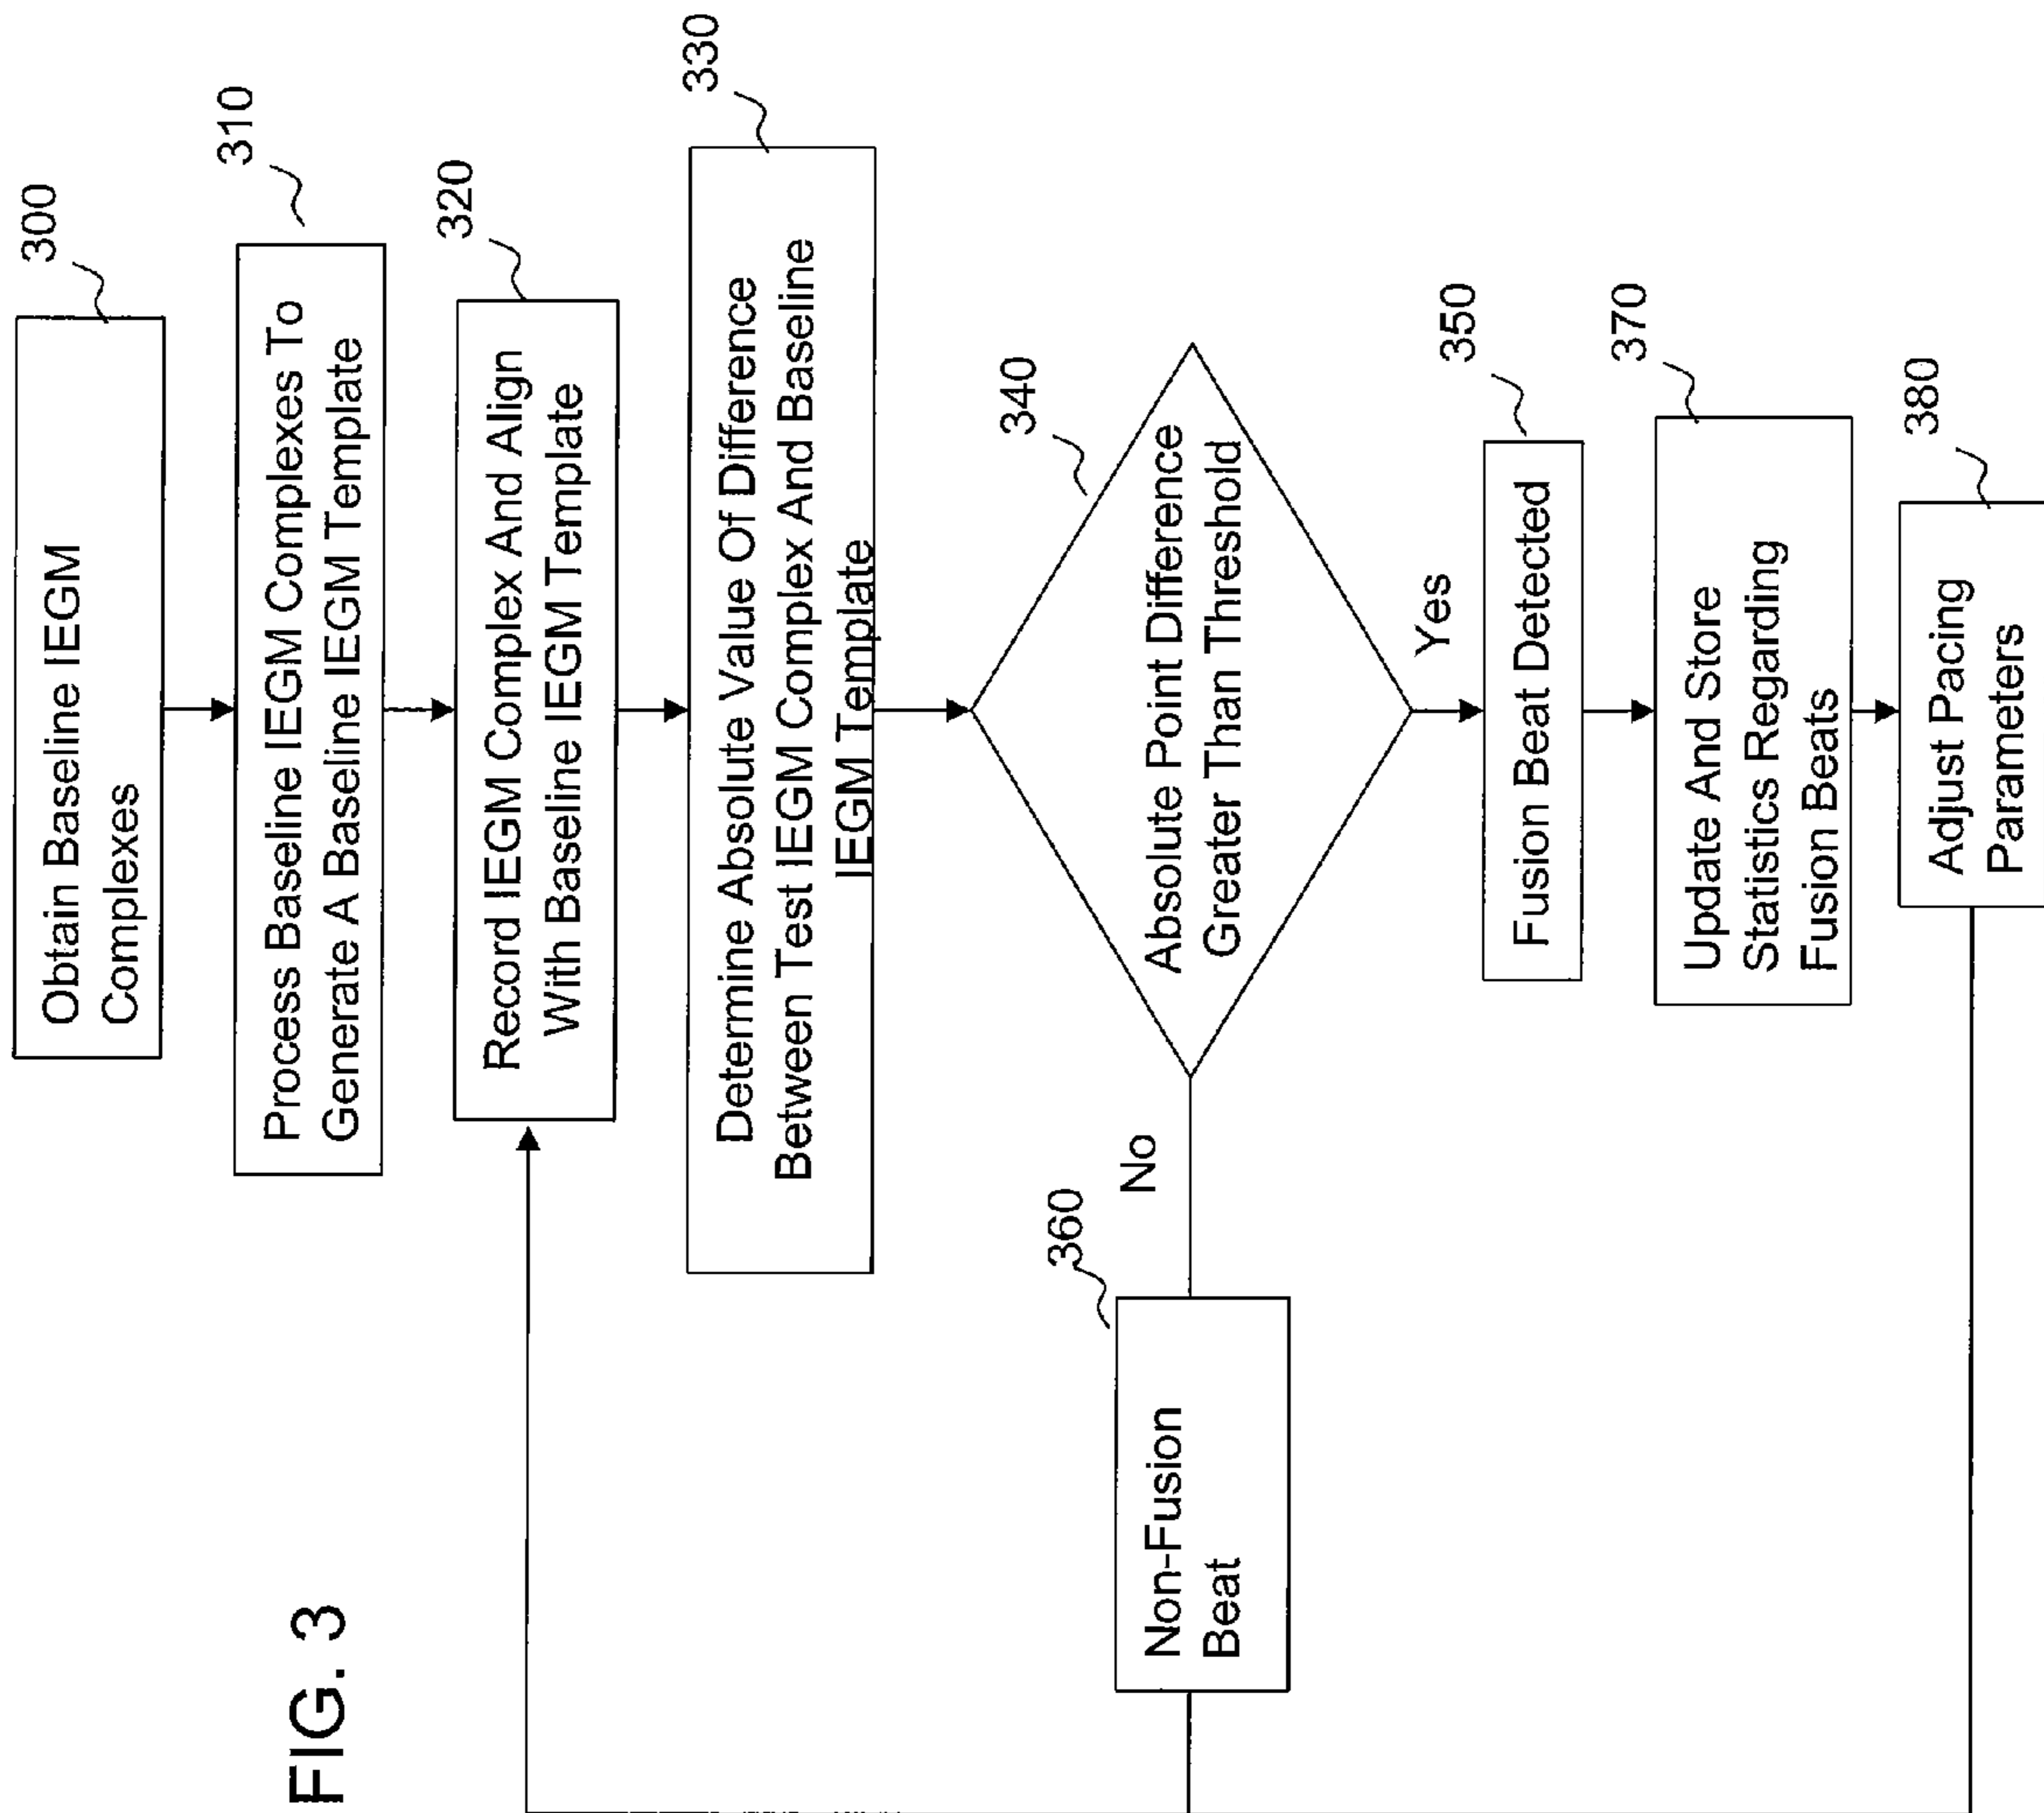 FIG. 3
300
Obtain Baseline IEGM
Complexes
310
Process Baseline IEGM Complexes To
Generate A Baseline IEGM Template
320
Record IEGM Complex And Align
With Baseline IEGM Template
330
Determine Absolute Value Of Difference
Between Test IEGM Complex And Baseline
IEGM Template
340
Absolute Point Difference
Greater Than Threshold
No
360
Non-Fusion
Beat
Yes
350
Fusion Beat Detected
370
Update And Store
Statistics Regarding
Fusion Beats
380
Adjust Pacing
Parameters